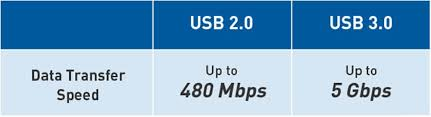 USB 2.0 USB 3.0
Data Transfer Up to Up to
Speed 480 Mbps 5 Gbps